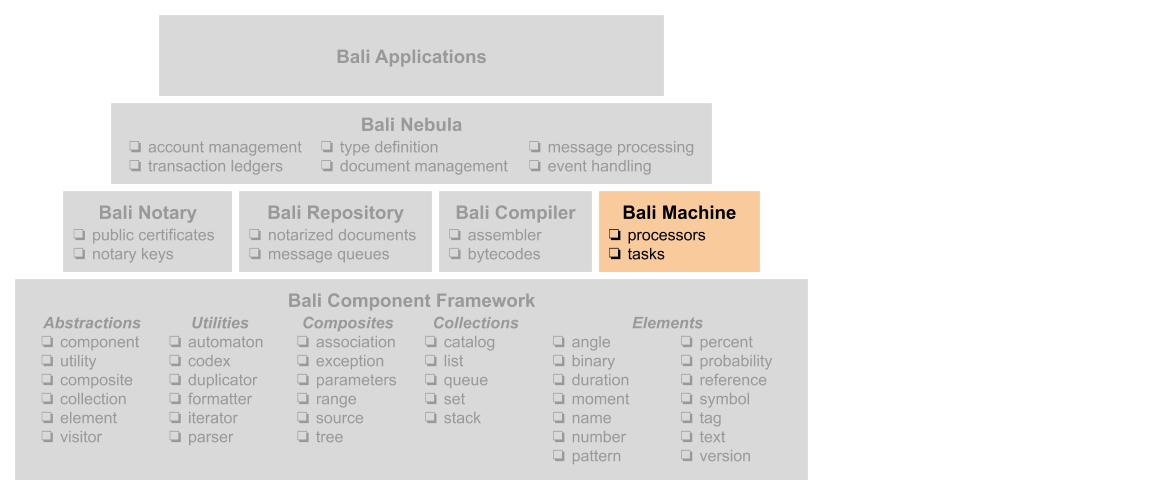 Bali Applications
Bali Nebula
❏ account management ❏ type definition ❏ message processing
❏ transaction ledgers ❏ document management ❏ event handling
Bali Notary Bali Repository Bali Compiler Bali Machine
❏ public certificates ❏ notarized documents ❏ assembler ❏ processors
❏ notary keys ❏ message queues ❏ bytecodes ❏ tasks
Bali Component Framework
Abstractions Utilities Composites Collections Elements
❏ component ❏ automaton ❏ association ❏ catalog ❏ angle ❏ percent
❏ utility ❏ codex ❏ exception ❏ list ❏ binary ❏ probability
❏ composite ❏ duplicator ❏ parameters ❏ queue ❏ duration ❏ reference
❏ collection ❏ formatter ❏ range ❏ set ❏ moment ❏ symbol
❏ element ❏ iterator ❏ source ❏ stack ❏ name ❏ tag
❏ visitor ❏ parser ❏ tree ❏ number ❏ text
❏ pattern ❏ version